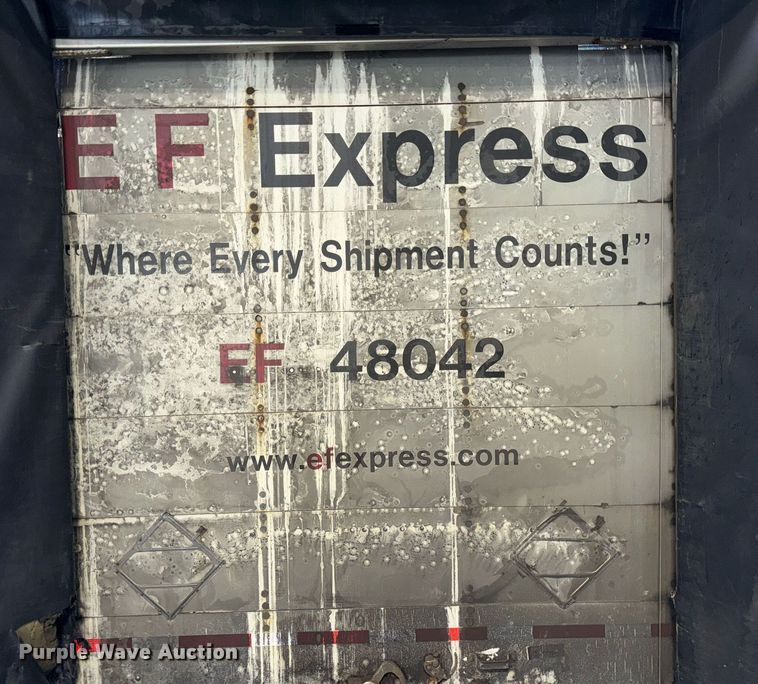 EF Express
"Where Every Shipment Counts!"
EF 48042
www.efexpress.com
Purple Wave Auction